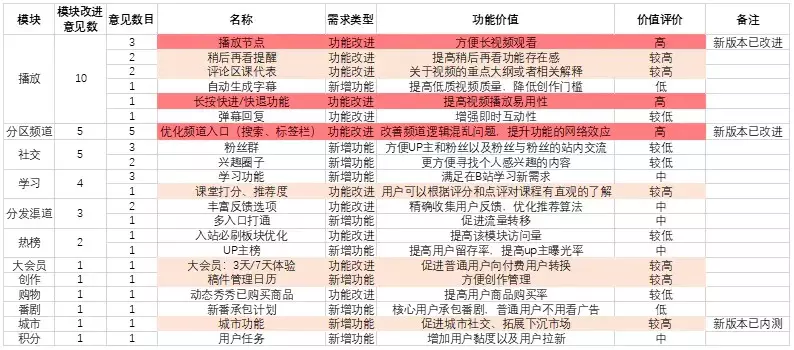 模块 模块改进意见数 意见数目 名称 需求类型 功能价值 价值评价 备注
播放 10 3 播放节点 功能改进 方便长视频观看 高 新版本已改进
2 稍后再看提醒 功能改进 提高稍后再看功能存在感 较高
2 评论区课代表 功能改进 关于视频的重点大纲或者相关解释 较高
1 自动生成字幕 新增功能 提高低质视频质量、降低创作门槛 低
1 长按快进/快退功能 功能改进 提高视频播放易用性 高
1 弹幕回复 功能改进 增强即时互动性 较低
分区频道 5 5 优化频道入口（搜索、标签栏） 功能改进 改善频道逻辑混乱问题，提升功能的网络效应 高 新版本已改进
社交 5 3 粉丝群 新增功能 方便UP主和粉丝以及粉丝与粉丝的站内交流 较低
2 兴趣圈子 新增功能 更方便寻找个人感兴趣的内容 较低
学习 4 3 学习功能 新增功能 满足在B站学习新需求 中
1 课堂打分、推荐度 功能改进 用户可以根据评分和点评对课程有直观的了解 较高
分发渠道 3 2 丰富反馈选项 功能改进 精确收集用户反馈，优化推荐算法 中
1 多入口打通 新增功能 促进流量转移 中
热榜 2 1 入站必刷板块优化 功能改进 提高该模块访问量 较低
1 UP主榜 新增功能 提高用户留存率，提高up主曝光率 中
大会员 1 1 大会员：3天/7天体验 功能改进 促进普通用户向付费用户转换 较高
创作 1 1 稿件管理日历 新增功能 方便创作管理 较高
购物 1 1 动态秀秀已购买商品 功能改进 提高用户商品购买率 较低
番剧 1 1 新番承包计划 新增功能 核心用户承包番剧，普通用户不用看广告 低
城市 1 1 城市功能 新增功能 促进城市社交、拓展下沉市场 较高 新版本已内测
积分 1 1 用户任务 新增功能 增加用户黏度以及用户拉新 中